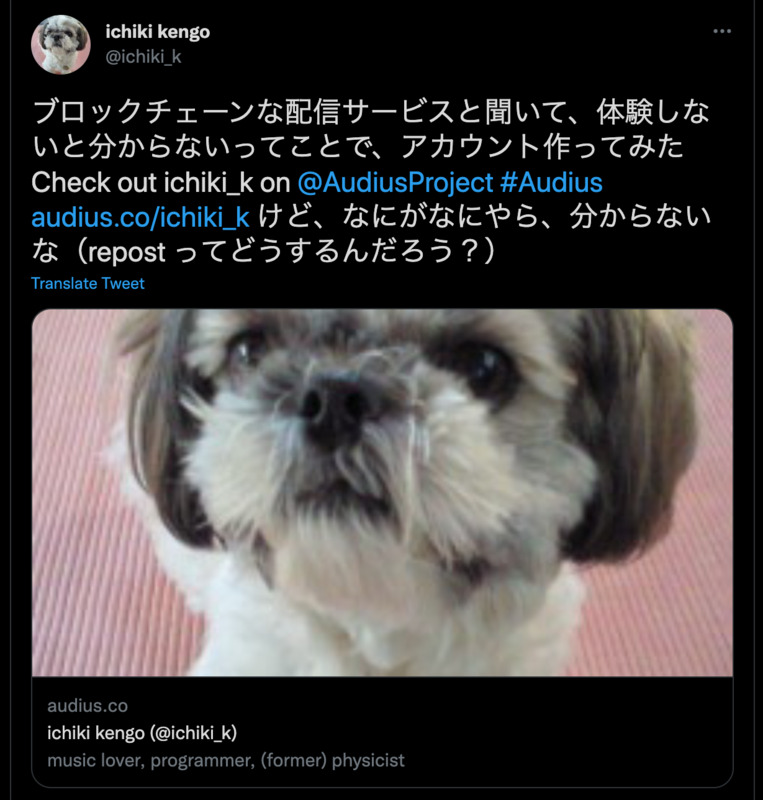 ichiki kengo
@ichiki_k
ブロックチェーンな配信サービスと聞いて、体験しな
いと分からないってことで、アカウント作ってみた
Check out ichiki_k on @AudiusProject #Audius
audius.co/ichiki_k けど、なにがなにやら、分からない
な（repost ってどうするんだろう？）
Translate Tweet
audius.co
ichiki kengo (@ichiki_k)
music lover, programmer, (former) physicist